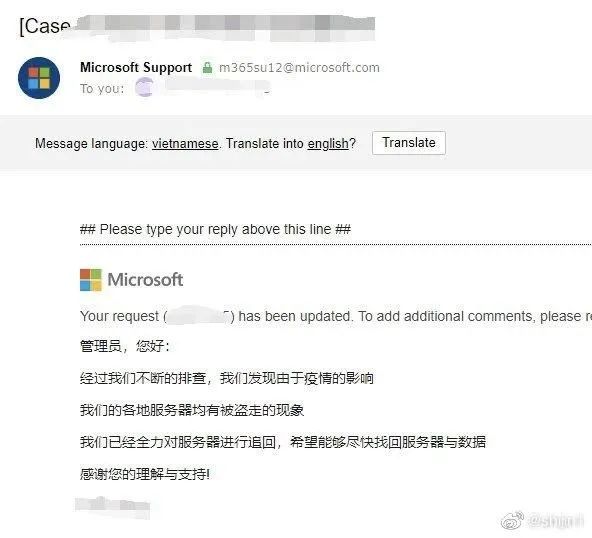 [Case
Microsoft Support m365su12@microsoft.com
To you:
Message language: vietnamese. Translate into english? Translate
## Please type your reply above this line ##
Microsoft
Your request ( ) has been updated. To add additional comments, please re
管理员，您好：
经过我们不断的排查，我们发现由于疫情的影响
我们的各地服务器均有被盗走的现象
我们已经全力对服务器进行追回，希望能够尽快找回服务器与数据
感谢您的理解与支持!